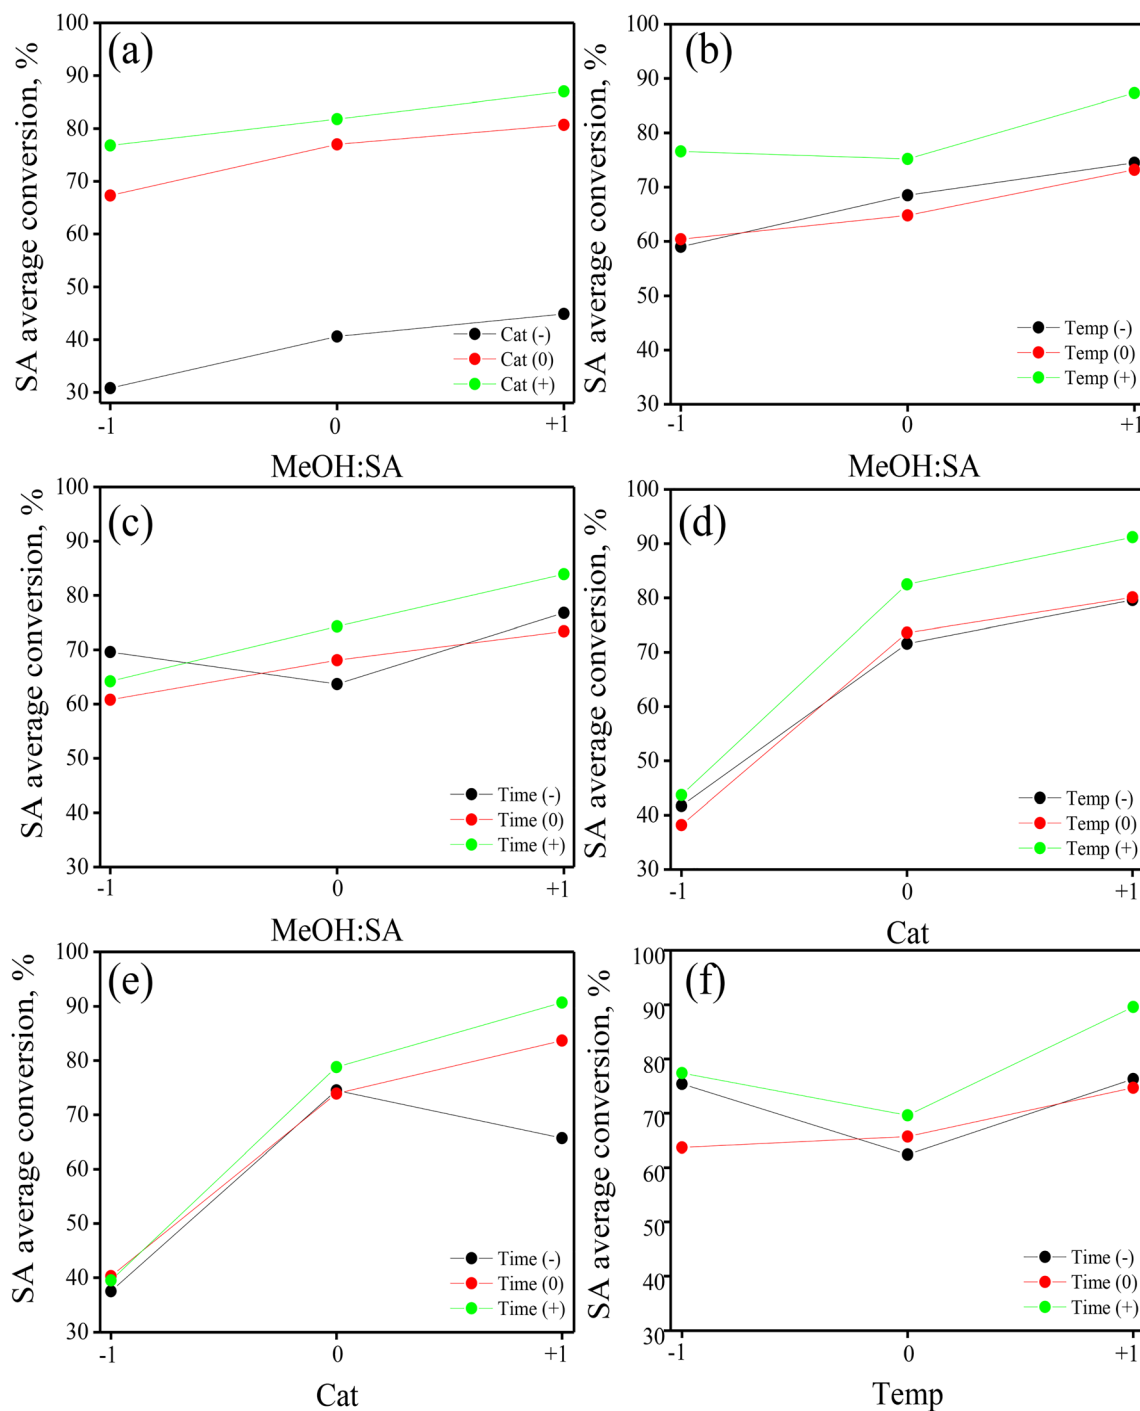 (a)
SA average conversion, %
100
90
80
70
60
50
40
30
-1
0
+1
MeOH:SA
Cat (-)
Cat (0)
Cat (+)
(b)
SA average conversion, %
100
90
80
70
60
50
40
30
-1
0
+1
MeOH:SA
Temp (-)
Temp (0)
Temp (+)
(c)
SA average conversion, %
100
90
80
70
60
50
40
30
-1
0
+1
MeOH:SA
Time (-)
Time (0)
Time (+)
(d)
SA average conversion, %
100
90
80
70
60
50
40
30
-1
0
+1
Cat
Temp (-)
Temp (0)
Temp (+)
(e)
SA average conversion, %
100
90
80
70
60
50
40
30
-1
0
+1
Cat
Time (-)
Time (0)
Time (+)
(f)
SA average conversion, %
100
90
80
70
60
50
40
30
-1
0
+1
Temp
Time (-)
Time (0)
Time (+)